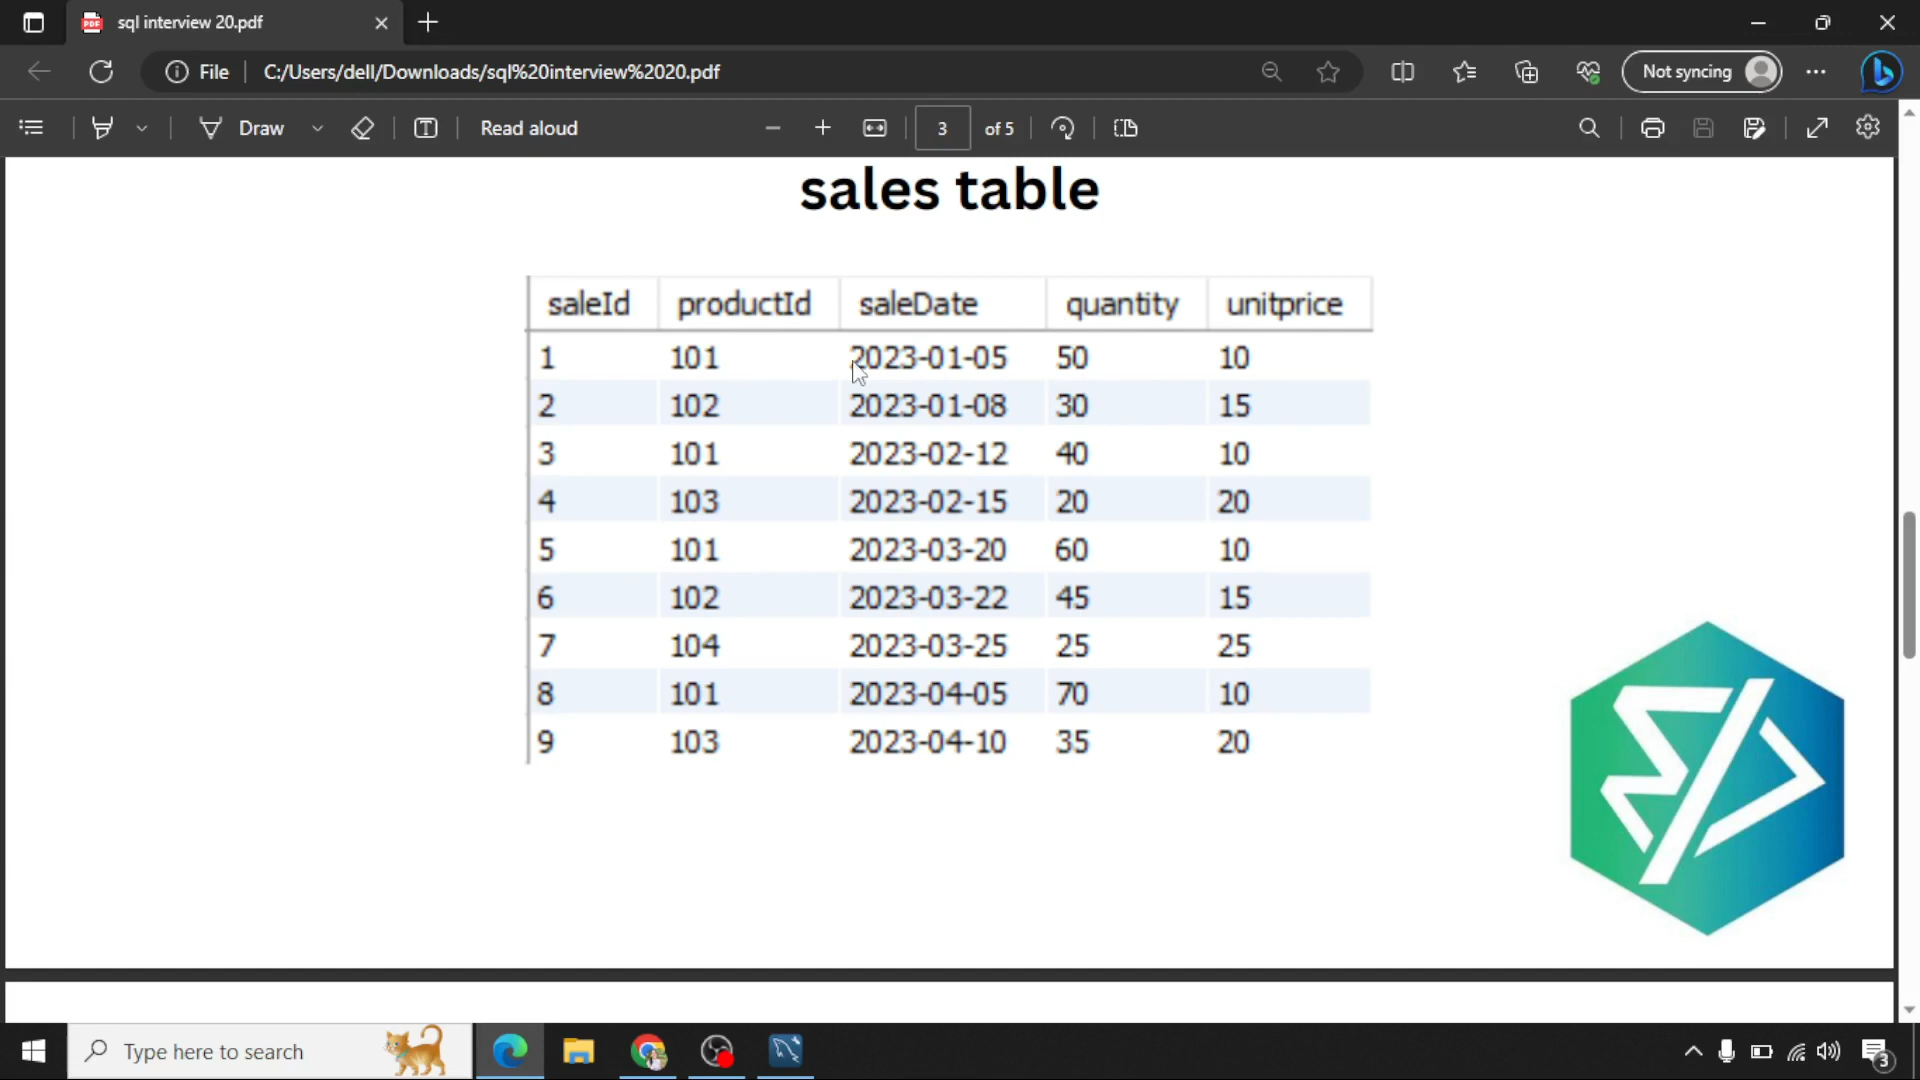 sql interview 20.pdf
File C:/Users/dell/Downloads/sql%20interview%2020.pdf Not syncing
Draw Read aloud 3 of 5
sales table
saleId productId saleDate quantity unitprice
1 101 2023-01-05 50 10
2 102 2023-01-08 30 15
3 101 2023-02-12 40 10
4 103 2023-02-15 20 20
5 101 2023-03-20 60 10
6 102 2023-03-22 45 15
7 104 2023-03-25 25 25
8 101 2023-04-05 70 10
9 103 2023-04-10 35 20
Type here to search 3